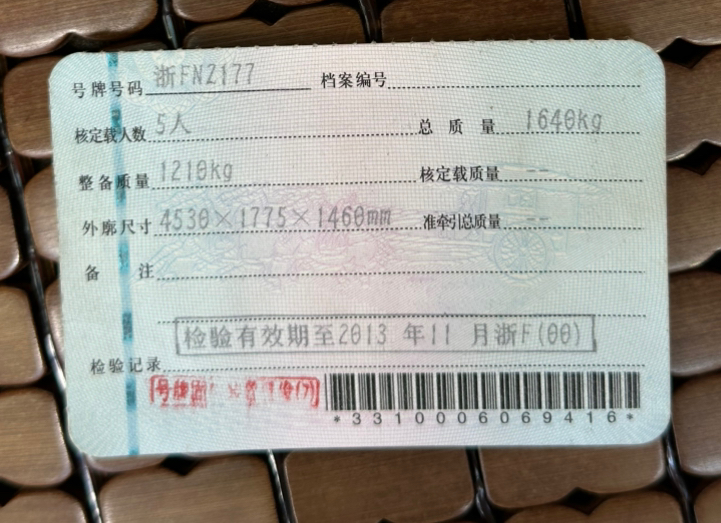 号牌号码 浙FN2177 档案编号
核定载人数 5人 总质量 1640kg
整备质量 1210kg 核定载质量 --
外廓尺寸 4530×1775×1460mm 准牵引总质量 --
备注
检验有效期至2013 年11 月浙F(00)
检验记录
号牌
*3310006069416*